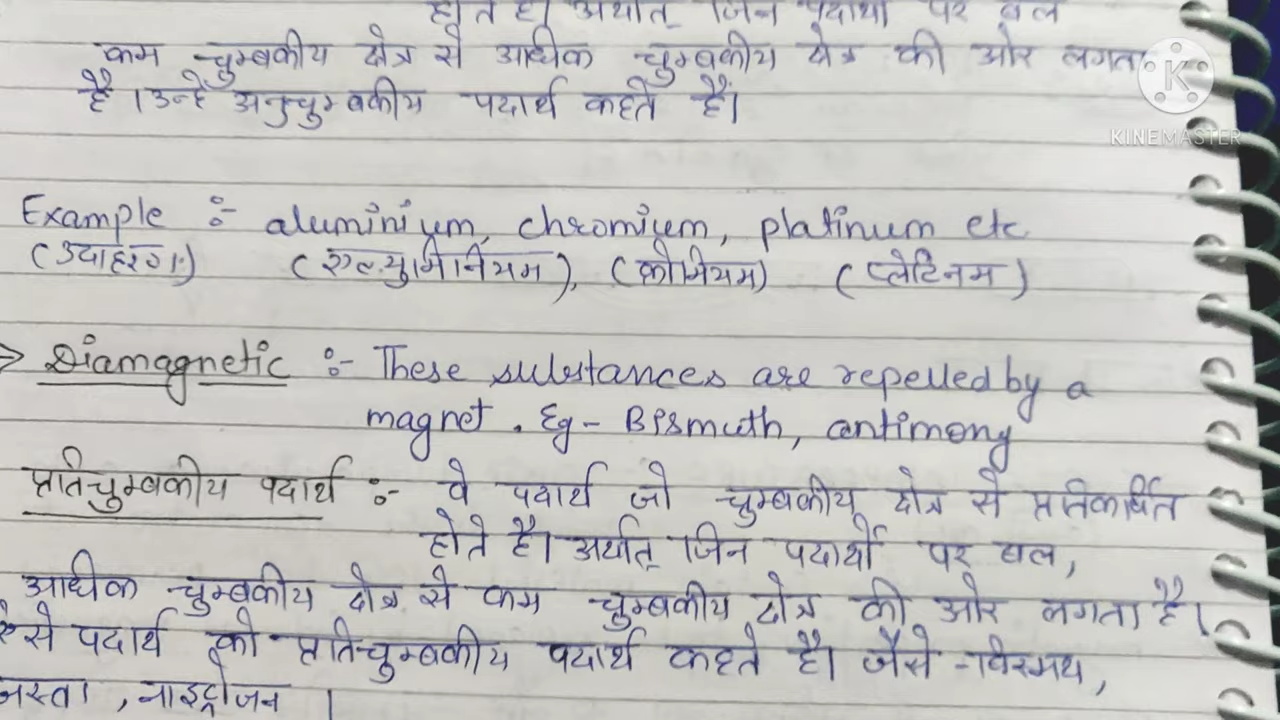 होते है। अर्थात् जिन पदार्थो पर बल
कम चुम्बकीय क्षेत्र से अधिक चुम्बकीय क्षेत्र की ओर लगता
है। उन्हे अनुचुम्बकीय पदार्थ कहते हैं।
KINEMASTER
Example :- aluminium, chromium, platinum etc
(उदाहरण) (एल्युमिनियम), (क्रोमियम) (प्लेटिनम)
→ Diamagnetic :- These substances are repelled by a
magnet. Eg - Bismuth, antimony
प्रतिचुम्बकीय पदार्थ :- वे पदार्थ जो चुम्बकीय क्षेत्र से प्रतिकर्षित
होते है। अर्थात् जिन पदार्थो पर बल,
अधिक चुम्बकीय क्षेत्र से कम चुम्बकीय क्षेत्र की ओर लगता है।
ऐसे पदार्थ को प्रतिचुम्बकीय पदार्थ कहते है। जैसे - विस्मथ,
जस्ता, नाइट्रोजन।